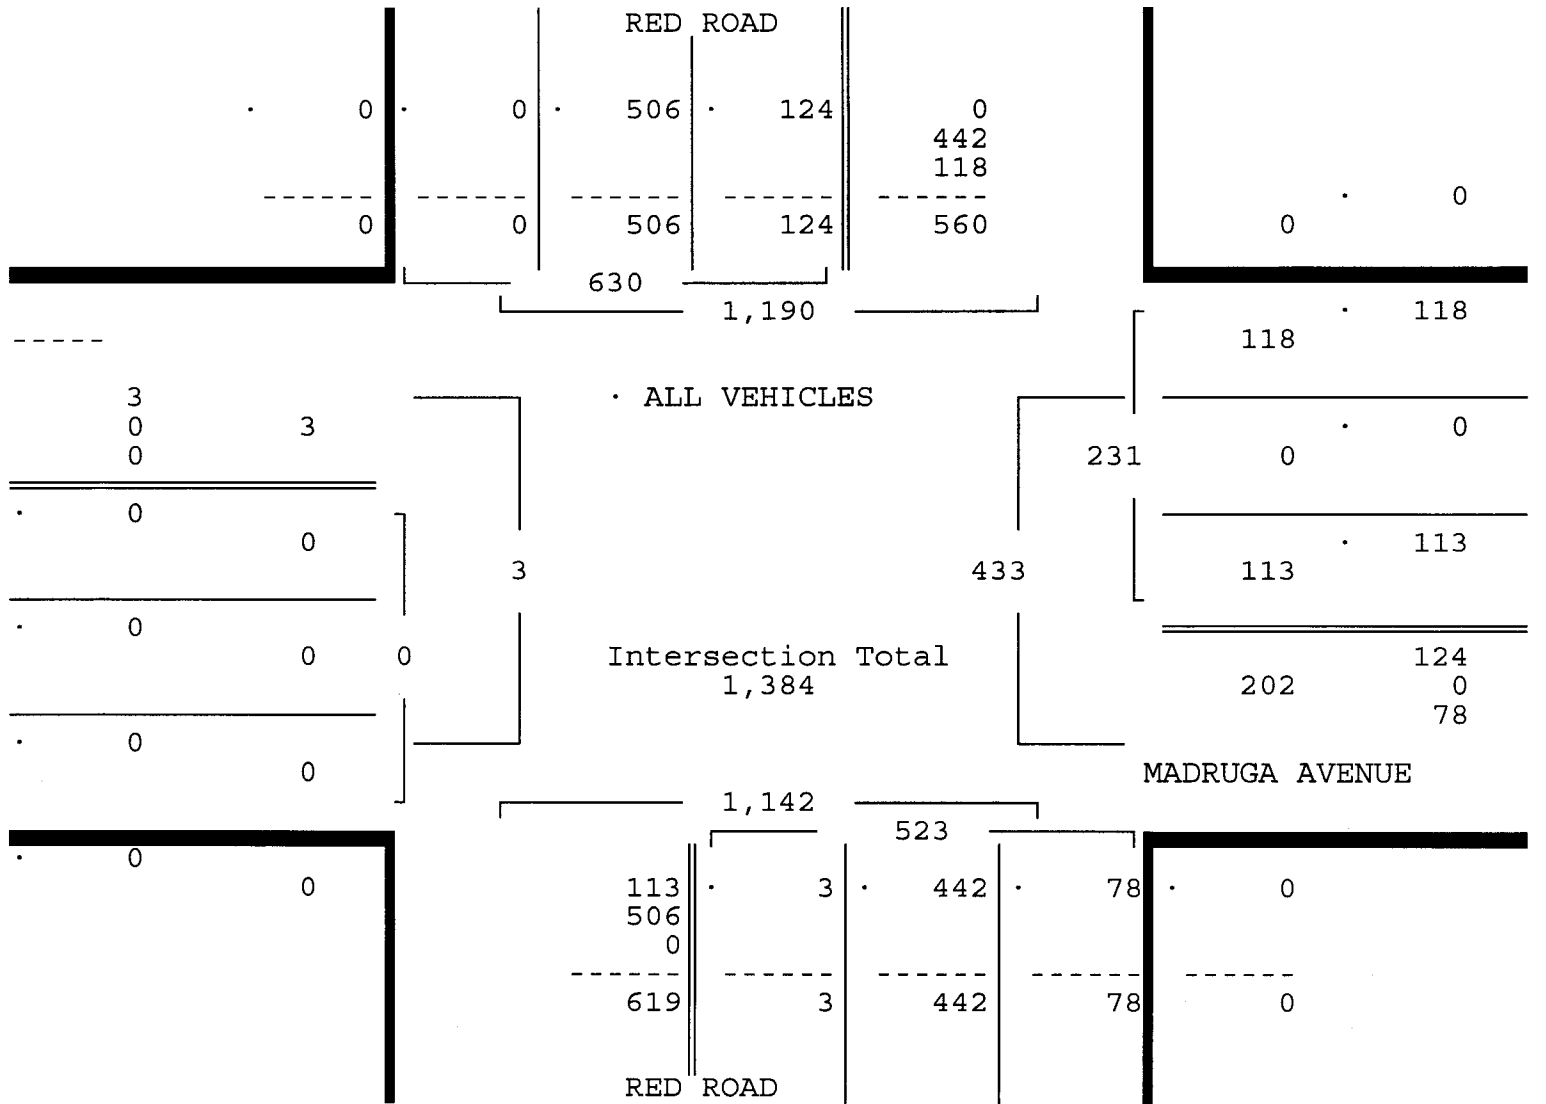 RED ROAD
· 0 · 0 · 506 · 124 0
442
118
------ ------ ------ ------ ------ · 0
0 0 506 124 560 0
630
1,190 · 118
----- 118
3 · ALL VEHICLES
0 3 · 0
0 231 0
· 0
0 · 113
3 433 113
· 0
0 0 Intersection Total 124
1,384 202 0
78
· 0
0 MADRUGA AVENUE
1,142
523
· 0
0 113 · 3 · 442 · 78 · 0
506
0
------ ------ ------ ------ ------
619 3 442 78 0
RED ROAD